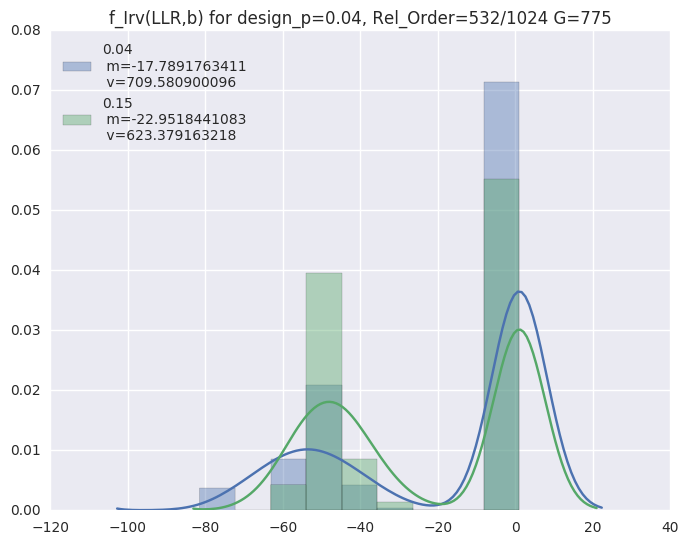 f_Irv(LLR,b) for design_p=0.04, Rel_Order=532/1024 G=775
0.04
m=-17.7891763411
v=709.580900096
0.15
m=-22.9518441083
v=623.379163218
0.08
0.07
0.06
0.05
0.04
0.03
0.02
0.01
0.00
−120 −100 −80 −60 −40 −20 0 20 40